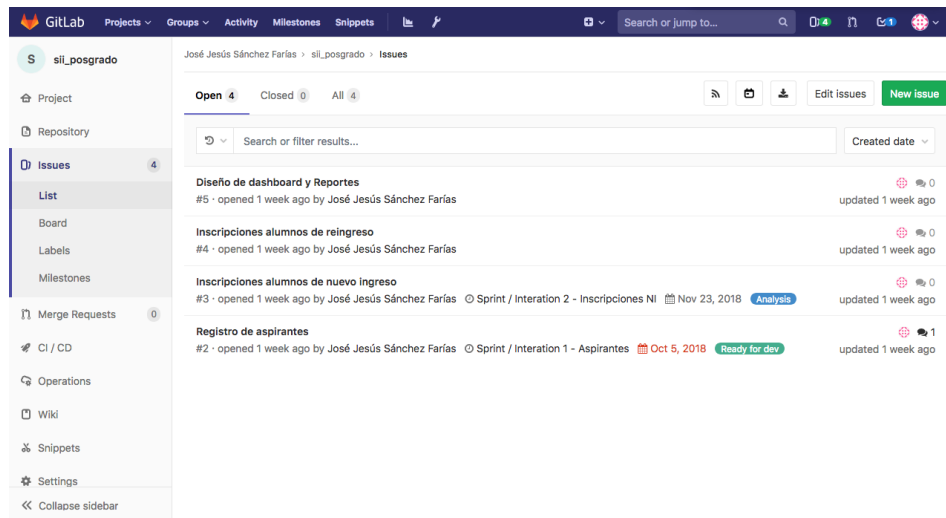 GitLab Projects Groups Activity Milestones Snippets Search or jump to... 4 1
S sii_posgrado
José Jesús Sánchez Farías › sii_posgrado › Issues
Project
Repository
Issues 4
List
Board
Labels
Milestones
Merge Requests 0
CI / CD
Operations
Wiki
Snippets
Settings
Collapse sidebar
Open 4 Closed 0 All 4 Edit issues New issue
Search or filter results... Created date
Diseño de dashboard y Reportes 0
#5 · opened 1 week ago by José Jesús Sánchez Farías updated 1 week ago
Inscripciones alumnos de reingreso 0
#4 · opened 1 week ago by José Jesús Sánchez Farías updated 1 week ago
Inscripciones alumnos de nuevo ingreso 0
#3 · opened 1 week ago by José Jesús Sánchez Farías Sprint / Interation 2 - Inscripciones NI Nov 23, 2018 Analysis updated 1 week ago
Registro de aspirantes 1
#2 · opened 1 week ago by José Jesús Sánchez Farías Sprint / Interation 1 - Aspirantes Oct 5, 2018 Ready for dev updated 1 week ago